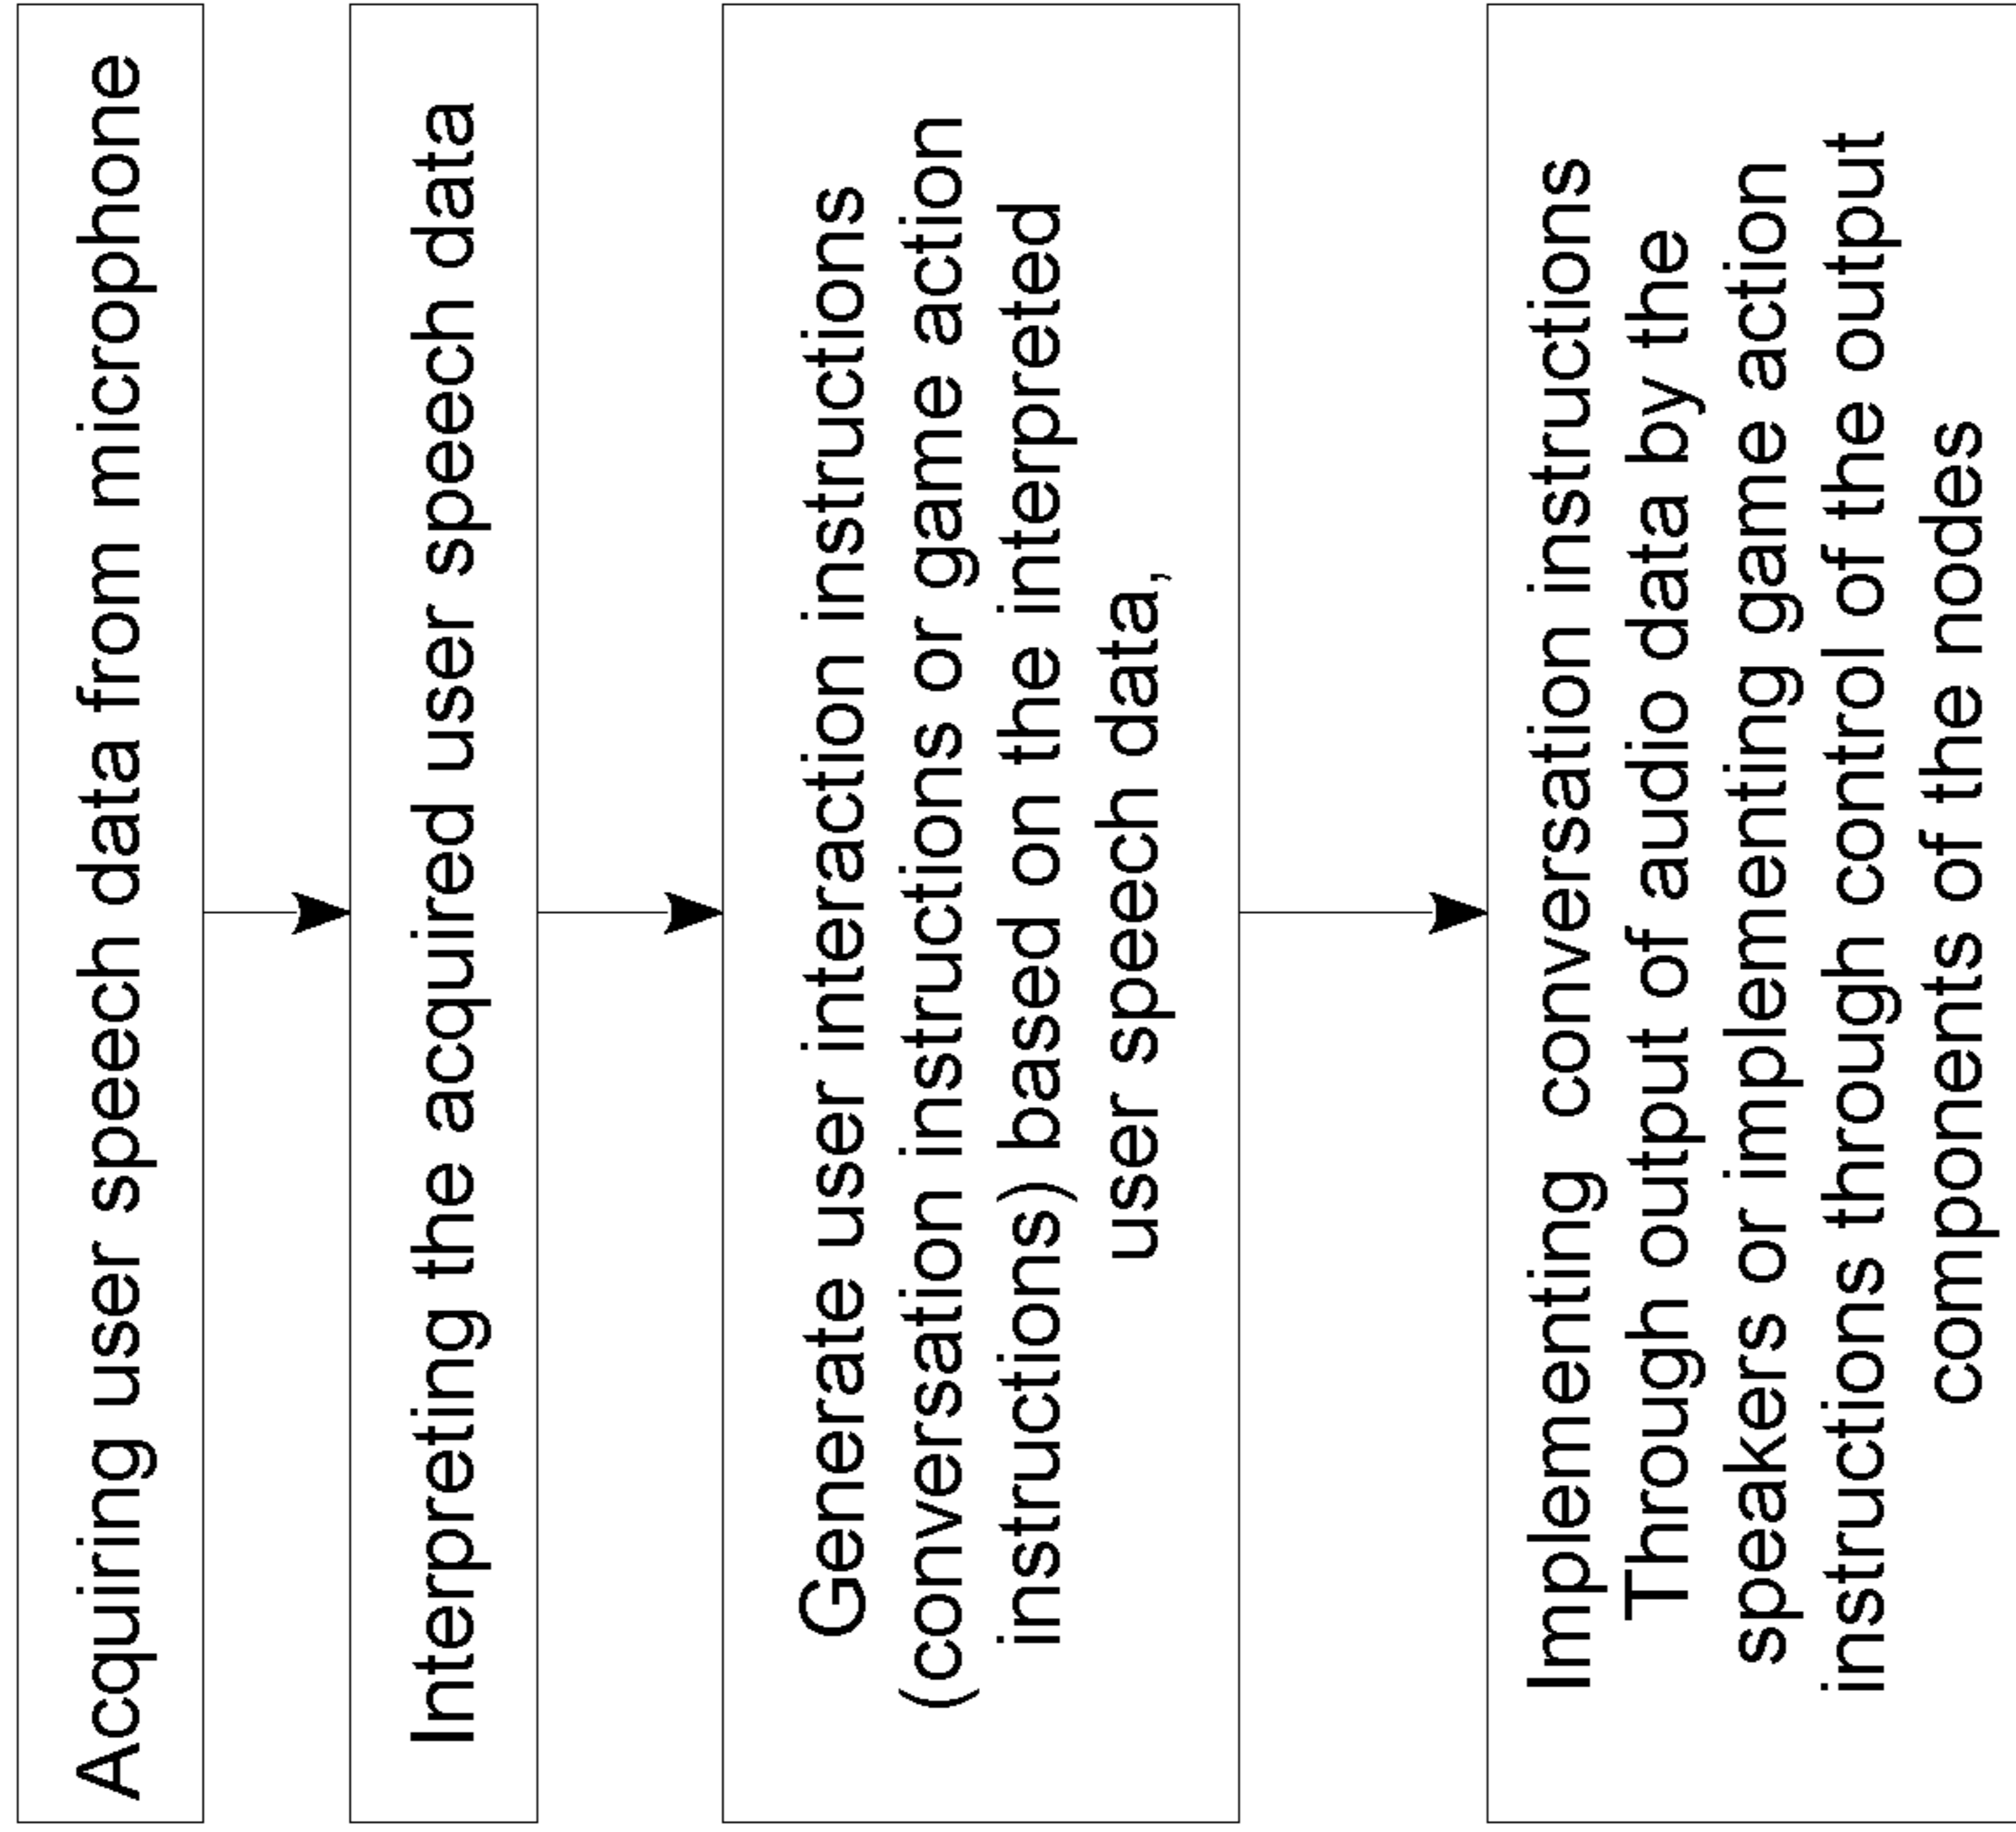 Acquiring user speech data from microphone
Interpreting the acquired user speech data
Generate user interaction instructions
(conversation instructions or game action
instructions) based on the interpreted
user speech data,
Implementing conversation instructions
Through output of audio data by the
speakers or implementing game action
instructions through control of the output
components of the nodes